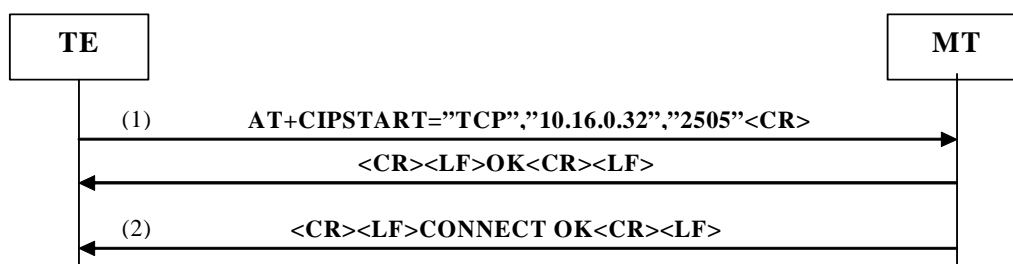 TE
MT
(1) AT+CIPSTART=”TCP”,”10.16.0.32”,”2505”<CR>
<CR><LF>OK<CR><LF>
(2) <CR><LF>CONNECT OK<CR><LF>